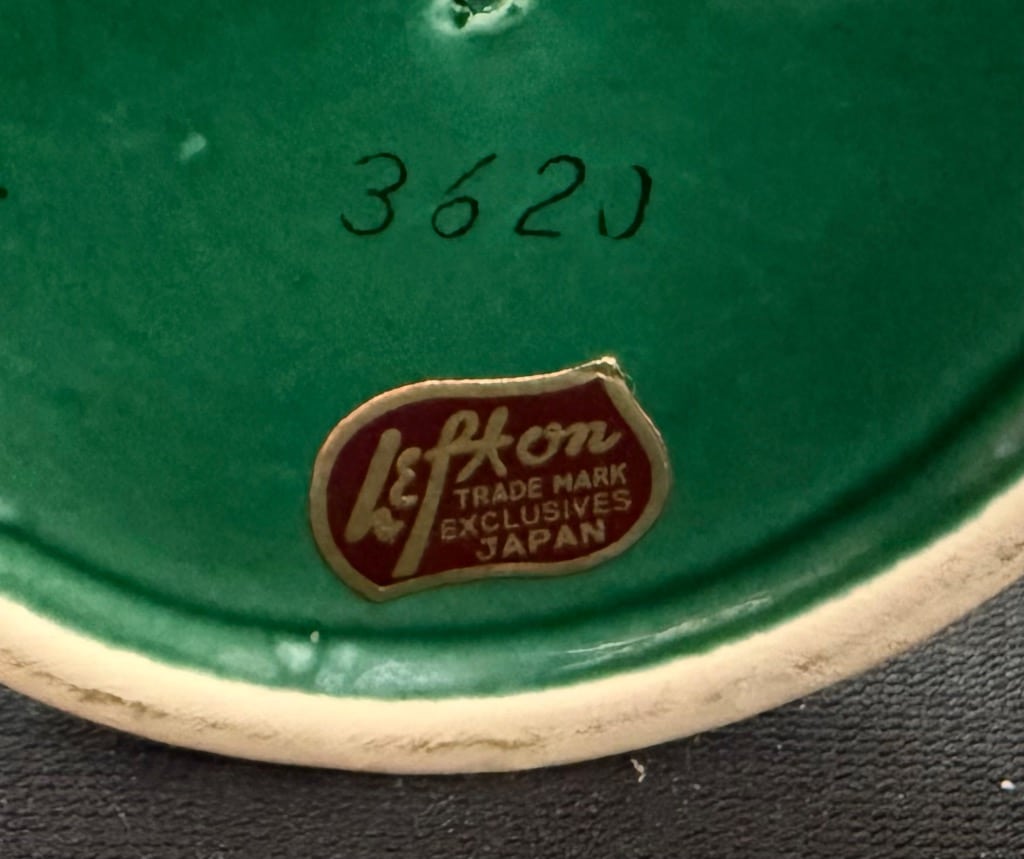 3620
Lefton
TRADE MARK
EXCLUSIVES
JAPAN